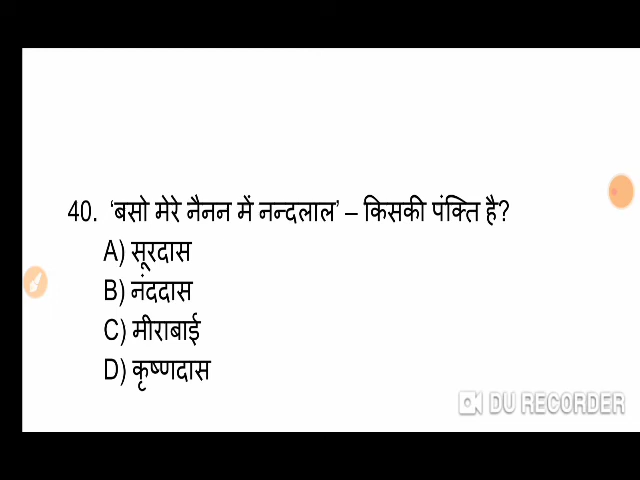 40. 'बसो मेरे नैनन में नन्दलाल' – किसकी पंक्ति है?
A) सूरदास
B) नंददास
C) मीराबाई
D) कृष्णदास
DU RECORDER